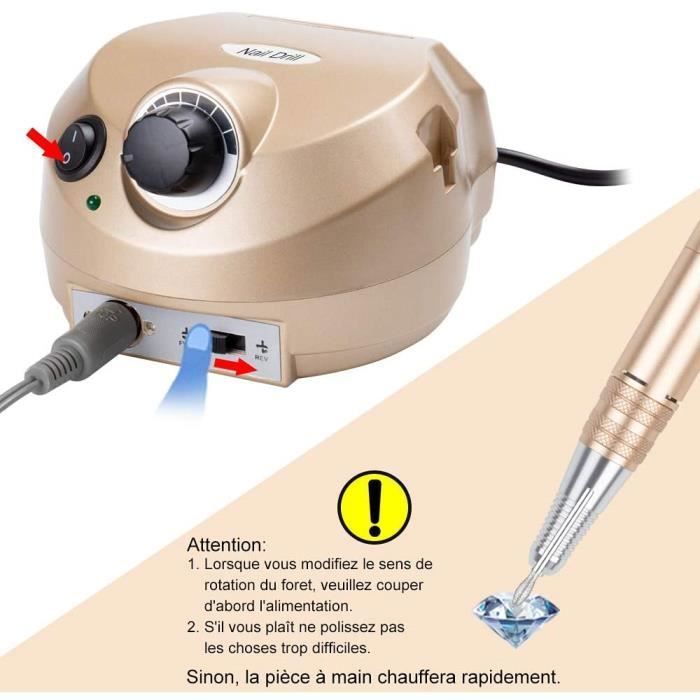 Nail Drill
REV
Attention:
1. Lorsque vous modifiez le sens de
rotation du foret, veuillez couper
d'abord l'alimentation.
2. S'il vous plaît ne polissez pas
les choses trop difficiles.
Sinon, la pièce à main chauffera rapidement.